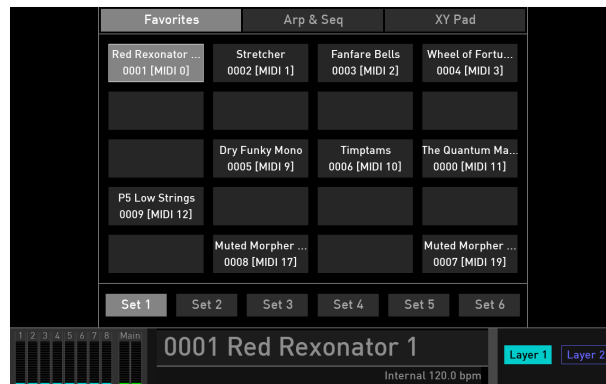 Favorites Arp & Seq XY Pad
Red Rexonator ... Stretcher Fanfare Bells Wheel of Fortu...
0001 [MIDI 0] 0002 [MIDI 1] 0003 [MIDI 2] 0004 [MIDI 3]
Dry Funky Mono Timptams The Quantum Ma...
0005 [MIDI 9] 0006 [MIDI 10] 0000 [MIDI 11]
P5 Low Strings
0009 [MIDI 12]
Muted Morpher ... Muted Morpher ...
0008 [MIDI 17] 0007 [MIDI 19]
Set 1 Set 2 Set 3 Set 4 Set 5 Set 6
1 2 3 4 5 6 7 8 Main
0001 Red Rexonator 1
Layer 1 Layer 2
Internal 120.0 bpm